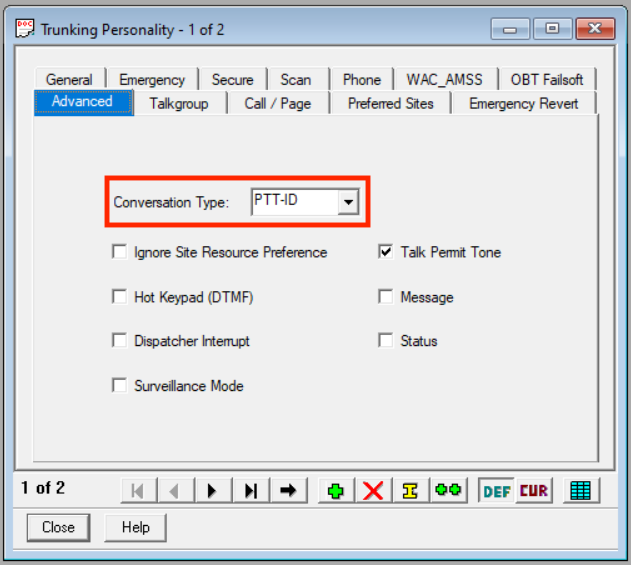 DOC
Trunking Personality - 1 of 2
General Emergency Secure Scan Phone WAC_AMSS OBT Failsoft
Advanced Talkgroup Call / Page Preferred Sites Emergency Revert
Conversation Type: PTT-ID
Ignore Site Resource Preference Talk Permit Tone
Hot Keypad (DTMF) Message
Dispatcher Interrupt Status
Surveillance Mode
1 of 2 DEF CUR
Close Help